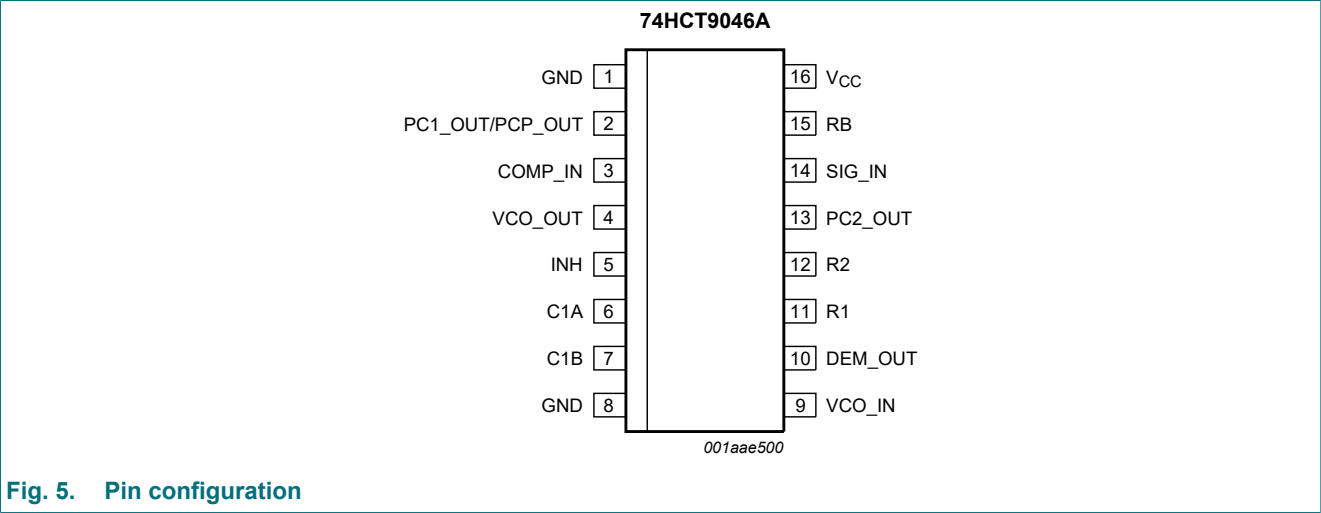 74HCT9046A
GND 1 16 VCC
PC1_OUT/PCP_OUT 2 15 RB
COMP_IN 3 14 SIG_IN
VCO_OUT 4 13 PC2_OUT
INH 5 12 R2
C1A 6 11 R1
C1B 7 10 DEM_OUT
GND 8 9 VCO_IN
001aae500
Fig. 5. Pin configuration